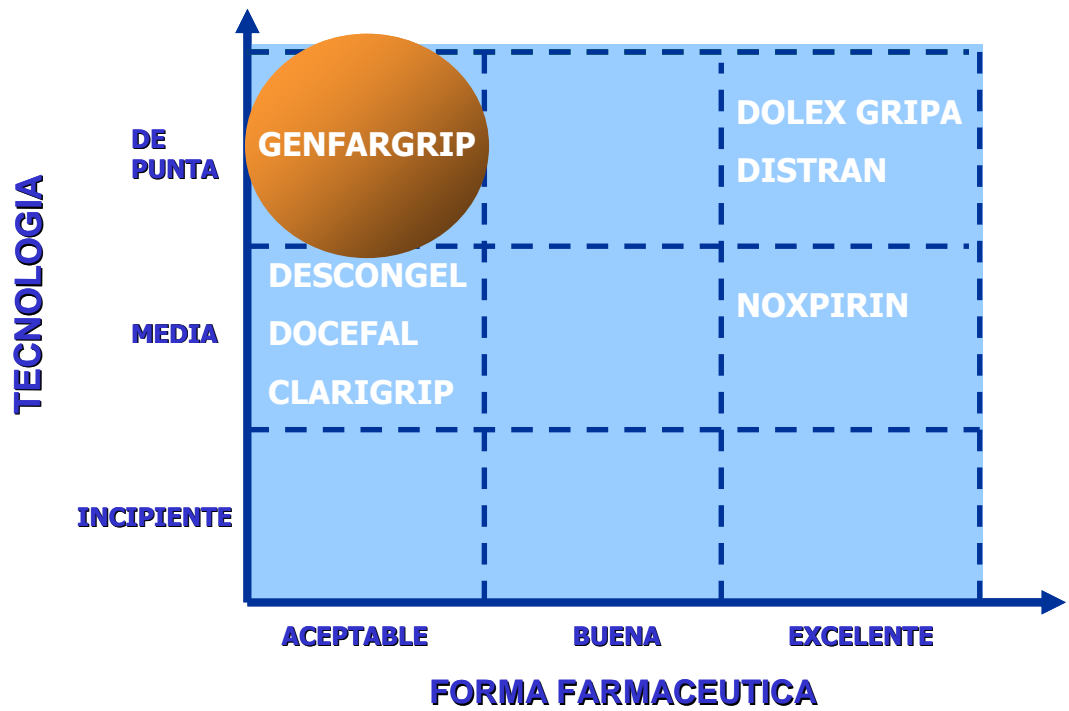 TECNOLOGIA
DE
PUNTA
GENFARGRIP
DOLEX GRIPA
DISTRAN
MEDIA
DESCONGEL
DOCEFAL
CLARIGRIP
NOXPIRIN
INCIPIENTE
ACEPTABLE
BUENA
EXCELENTE
FORMA FARMACEUTICA